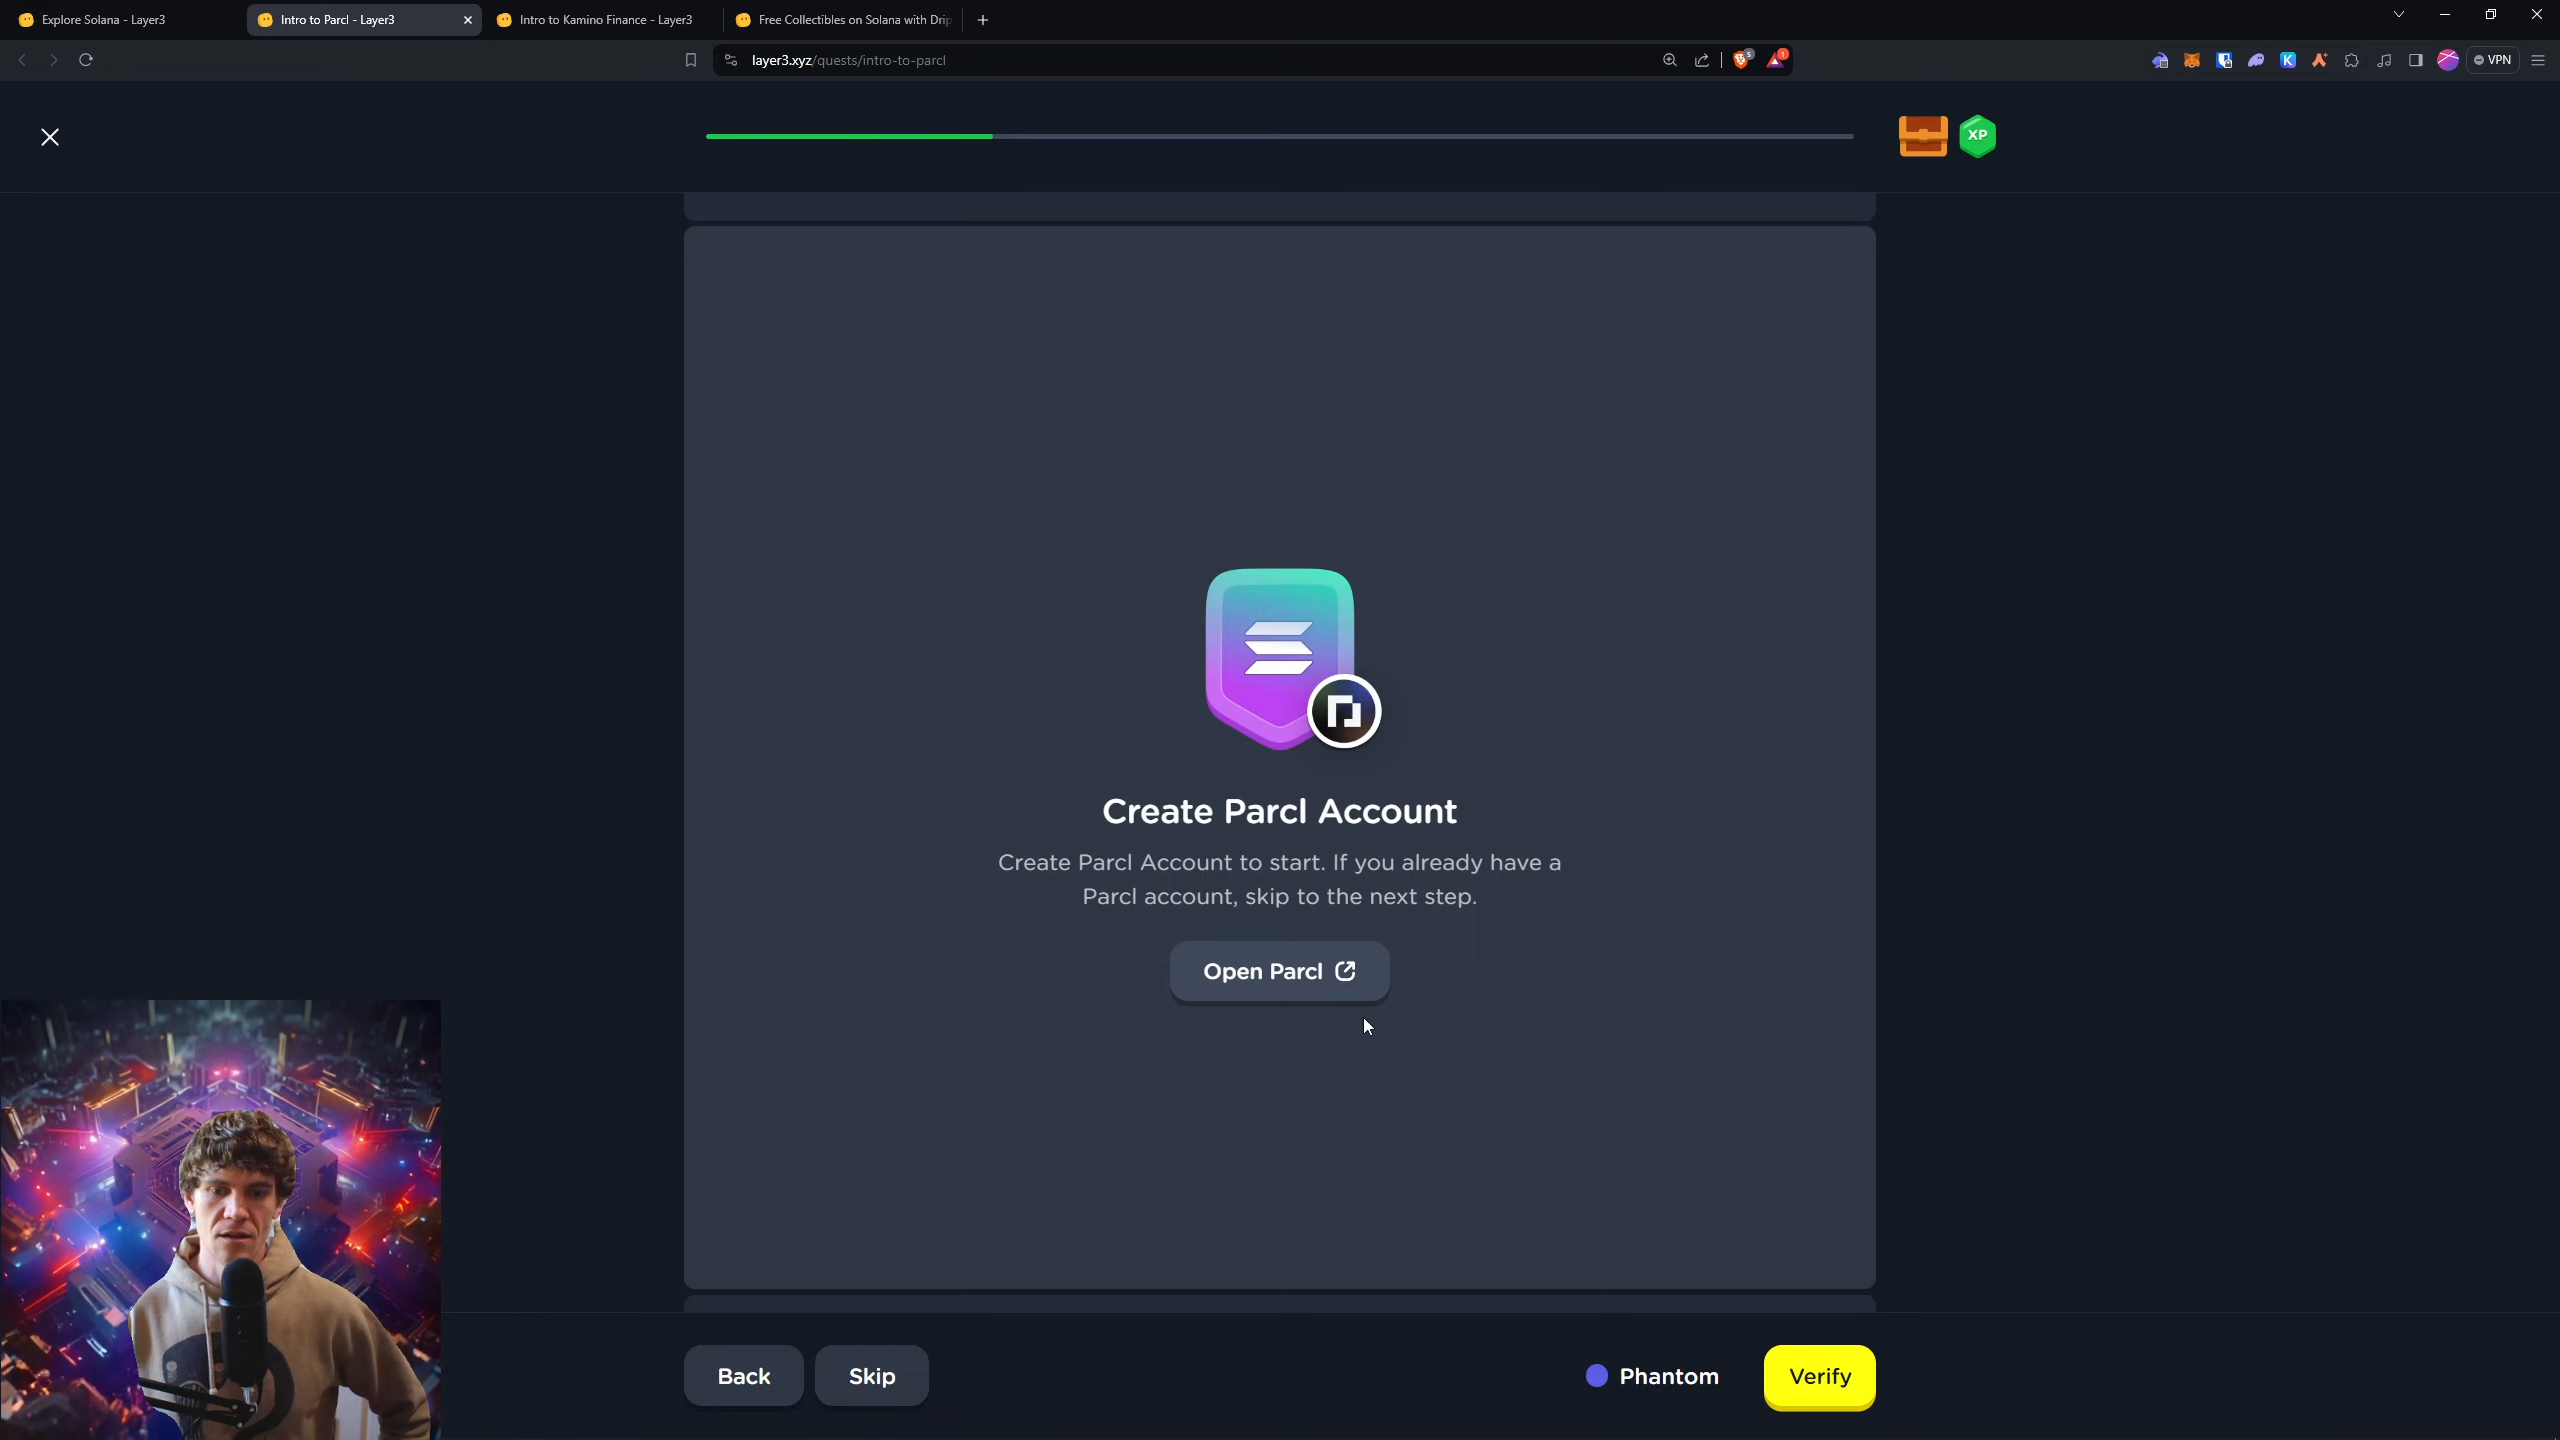 Explore Solana - Layer3
Intro to Parcl - Layer3
Intro to Kamino Finance - Layer3
Free Collectibles on Solana with Drip
layer3.xyz/quests/intro-to-parcl
5
1
K
VPN
XP
Create Parcl Account
Create Parcl Account to start. If you already have a
Parcl account, skip to the next step.
Open Parcl
Back
Skip
Phantom
Verify